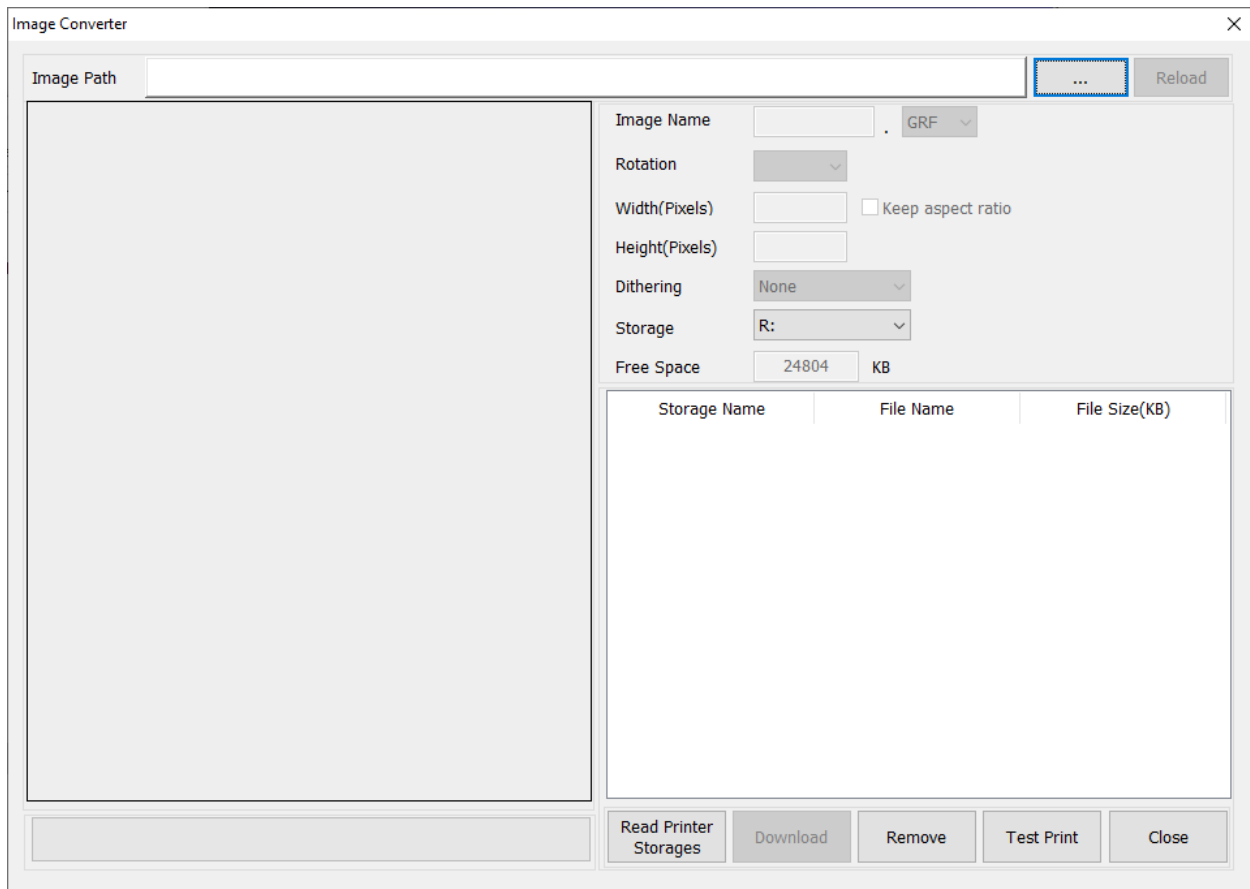 Image Converter
Image Path
...
Reload
Image Name
.
GRF
Rotation
Width(Pixels)
Keep aspect ratio
Height(Pixels)
Dithering
None
Storage
R:
Free Space
24804
KB
Storage Name
File Name
File Size(KB)
Read Printer
Storages
Download
Remove
Test Print
Close